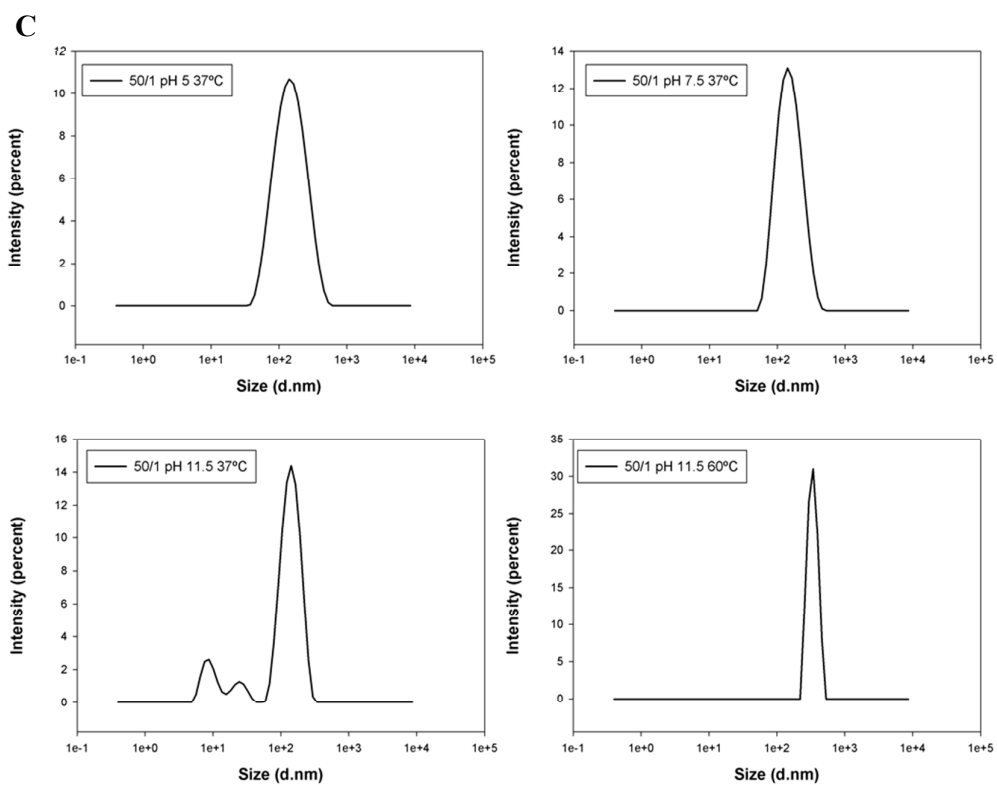 C
50/1 pH 5 37ºC
Intensity (percent)
12
10
8
6
4
2
0
1e-1 1e+0 1e+1 1e+2 1e+3 1e+4 1e+5
Size (d.nm)
50/1 pH 7.5 37ºC
Intensity (percent)
14
12
10
8
6
4
2
0
1e-1 1e+0 1e+1 1e+2 1e+3 1e+4 1e+5
Size (d.nm)
50/1 pH 11.5 37ºC
Intensity (percent)
16
14
12
10
8
6
4
2
0
1e-1 1e+0 1e+1 1e+2 1e+3 1e+4 1e+5
Size (d.nm)
50/1 pH 11.5 60ºC
Intensity (percent)
35
30
25
20
15
10
5
0
1e-1 1e+0 1e+1 1e+2 1e+3 1e+4 1e+5
Size (d.nm)